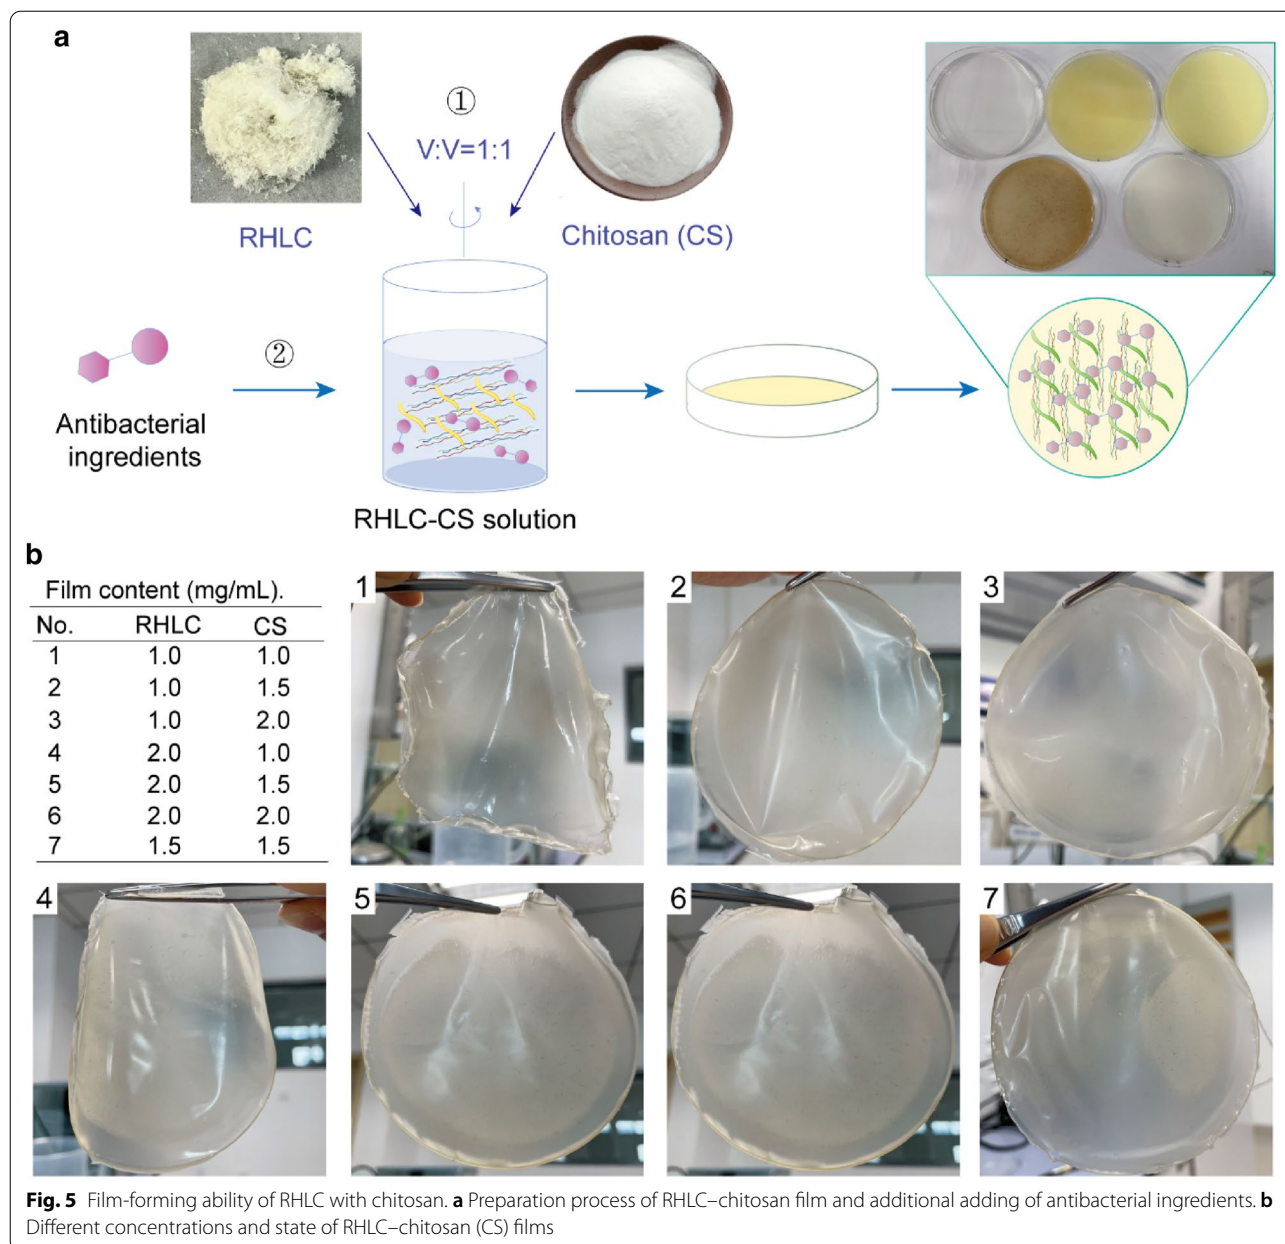 a
①
V:V=1:1
RHLC
Chitosan (CS)
②
Antibacterial
ingredients
RHLC-CS solution
b
Film content (mg/mL).
No. RHLC CS
1 1.0 1.0
2 1.0 1.5
3 1.0 2.0
4 2.0 1.0
5 2.0 1.5
6 2.0 2.0
7 1.5 1.5
1
2
3
4
5
6
7
Fig. 5 Film-forming ability of RHLC with chitosan. a Preparation process of RHLC–chitosan film and additional adding of antibacterial ingredients. b
Different concentrations and state of RHLC–chitosan (CS) films